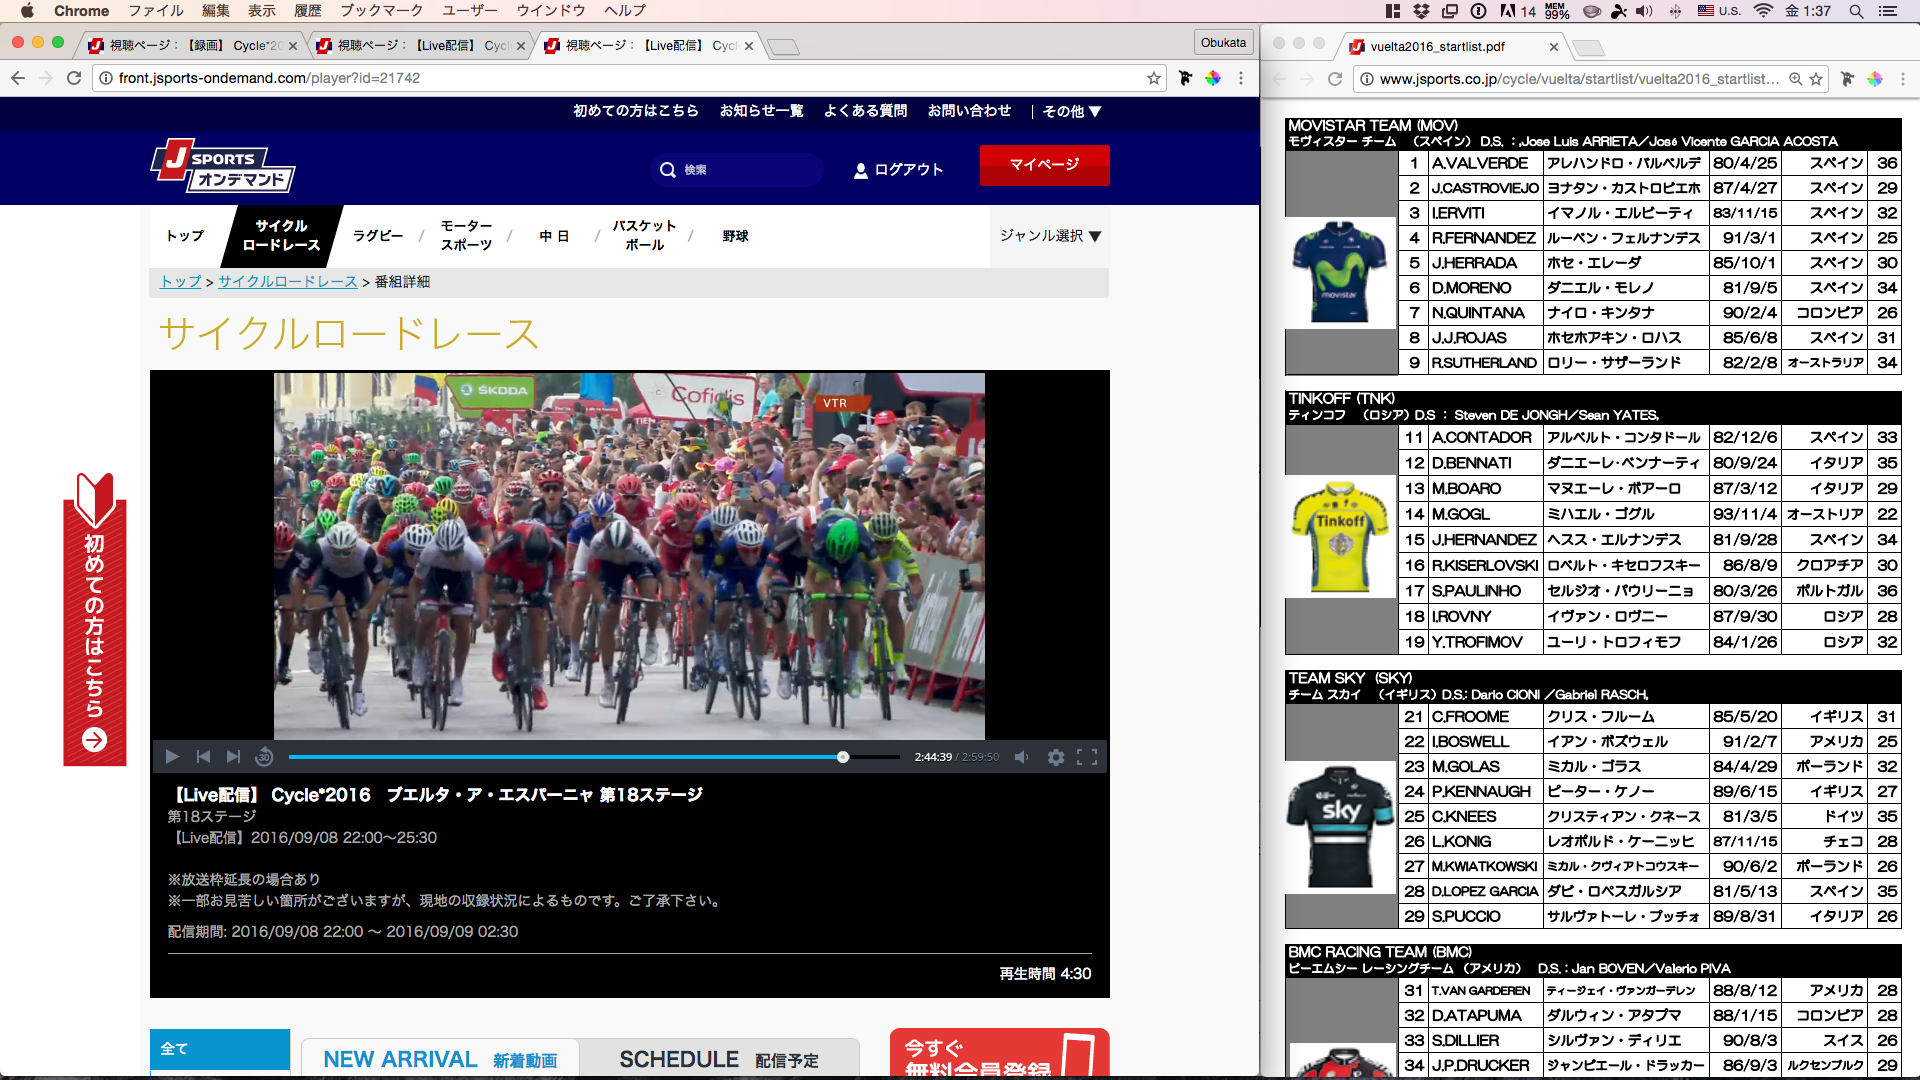 Chrome ファイル 編集 表示 履歴 ブックマーク ユーザー ウインドウ ヘルプ
14 MEM 99% U.S. 金 1:37
視聴ページ：【録画】 Cycle*20
視聴ページ：【Live配信】 Cycl
視聴ページ：【Live配信】 Cycl
Obukata
front.jsports-ondemand.com/player?id=21742
初めての方はこちら お知らせ一覧 よくある質問 お問い合わせ | その他▼
J SPORTS
オンデマンド
検索
ログアウト
マイページ
トップ
サイクル
ロードレース
ラグビー /
モーター
スポーツ /
中日 /
バスケット
ボール /
野球
ジャンル選択▼
トップ > サイクルロードレース > 番組詳細
サイクルロードレース
ŠKODA
Cofidis
VTR
2:44:39 / 2:59:50
【Live配信】 Cycle*2016　ブエルタ・ア・エスパーニャ 第18ステージ
第18ステージ
【Live配信】2016/09/08 22:00〜25:30
※放送枠延長の場合あり
※一部お見苦しい箇所がございますが、現地の収録状況によるものです。ご了承下さい。
配信期間: 2016/09/08 22:00 〜 2016/09/09 02:30
再生時間 4:30
初めての方はこちら
全て
NEW ARRIVAL 新着動画
SCHEDULE 配信予定
今すぐ
無料会員登録
vuelta2016_startlist.pdf
www.jsports.co.jp/cycle/vuelta/startlist/vuelta2016_startlist...
MOVISTAR TEAM (MOV)
モヴィスター チーム　（スペイン） D.S. ：,Jose Luis ARRIETA／José Vicente GARCIA ACOSTA
1 A.VALVERDE アレハンドロ・バルベルデ 80/4/25 スペイン 36
2 J.CASTROVIEJO ヨナタン・カストロビエホ 87/4/27 スペイン 29
3 I.ERVITI イマノル・エルビーティ 83/11/15 スペイン 32
4 R.FERNANDEZ ルーベン・フェルナンデス 91/3/1 スペイン 25
5 J.HERRADA ホセ・エレーダ 85/10/1 スペイン 30
6 D.MORENO ダニエル・モレノ 81/9/5 スペイン 34
7 N.QUINTANA ナイロ・キンタナ 90/2/4 コロンビア 26
8 J.J.ROJAS ホセホアキン・ロハス 85/6/8 スペイン 31
9 R.SUTHERLAND ロリー・サザーランド 82/2/8 オーストラリア 34
movistar
TINKOFF (TNK)
ティンコフ　（ロシア）D.S ： Steven DE JONGH／Sean YATES,
11 A.CONTADOR アルベルト・コンタドール 82/12/6 スペイン 33
12 D.BENNATI ダニエーレ・ベンナーティ 80/9/24 イタリア 35
13 M.BOARO マヌエーレ・ボアーロ 87/3/12 イタリア 29
14 M.GOGL ミハエル・ゴグル 93/11/4 オーストリア 22
15 J.HERNANDEZ ヘスス・エルナンデス 81/9/28 スペイン 34
16 R.KISERLOVSKI ロベルト・キセロフスキー 86/8/9 クロアチア 30
17 S.PAULINHO セルジオ・パウリーニョ 80/3/26 ポルトガル 36
18 I.ROVNY イヴァン・ロヴニー 87/9/30 ロシア 28
19 Y.TROFIMOV ユーリ・トロフィモフ 84/1/26 ロシア 32
Tinkoff
TEAM SKY (SKY)
チーム スカイ　（イギリス）D.S.: Dario CIONI ／Gabriel RASCH,
21 C.FROOME クリス・フルーム 85/5/20 イギリス 31
22 I.BOSWELL イアン・ボズウェル 91/2/7 アメリカ 25
23 M.GOLAS ミカル・ゴラス 84/4/29 ポーランド 32
24 P.KENNAUGH ピーター・ケノー 89/6/15 イギリス 27
25 C.KNEES クリスティアン・クネース 81/3/5 ドイツ 35
26 L.KONIG レオポルド・ケーニッヒ 87/11/15 チェコ 28
27 M.KWIATKOWSKI ミカル・クヴィアトコウスキー 90/6/2 ポーランド 26
28 D.LOPEZ GARCIA ダビ・ロペスガルシア 81/5/13 スペイン 35
29 S.PUCCIO サルヴァトーレ・プッチォ 89/8/31 イタリア 26
sky
BMC RACING TEAM (BMC)
ビーエムシー レーシングチーム （アメリカ）　D.S. : Jan BOVEN／Valerio PIVA
31 T.VAN GARDEREN ティージェイ・ヴァンガーデレン 88/8/12 アメリカ 28
32 D.ATAPUMA ダルウィン・アタプマ 88/1/15 コロンビア 28
33 S.DILLIER シルヴァン・ディリエ 90/8/3 スイス 26
34 J.P.DRUCKER ジャンピエール・ドラッカー 86/9/3 ルクセンブルク 29